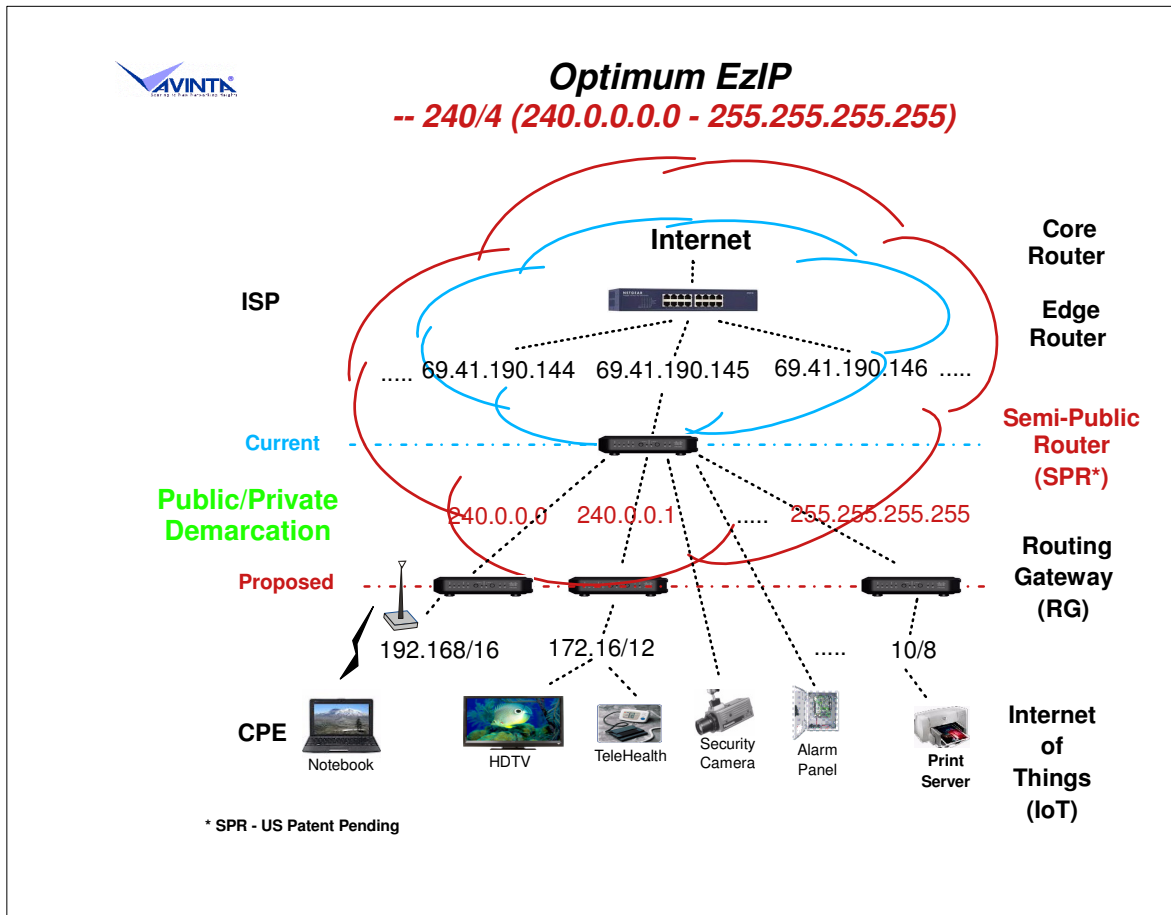 AVINTA®
Optimum EzIP
-- 240/4 (240.0.0.0 - 255.255.255.255)
Internet
Core
Router
ISP
Edge
Router
..... 69.41.190.144 69.41.190.145 69.41.190.146 .....
Current
Semi-Public
Router
(SPR*)
Public/Private
Demarcation
240.0.0.0 240.0.0.1 ..... 255.255.255.255
Proposed
Routing
Gateway
(RG)
192.168/16 172.16/12 ..... 10/8
CPE
Notebook
HDTV
TeleHealth
Security
Camera
Alarm
Panel
Print
Server
Internet
of
Things
(IoT)
* SPR - US Patent Pending